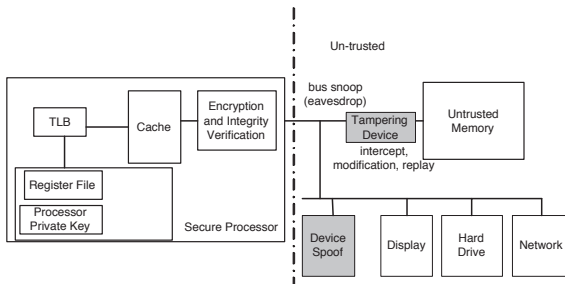 Un-trusted
bus snoop
(eavesdrop)
Encryption
and Integrity
Verification
TLB
Cache
Tampering
Device
Untrusted
Memory
intercept,
modification, replay
Register File
Processor
Private Key
Secure Processor
Device
Spoof
Display
Hard
Drive
Network